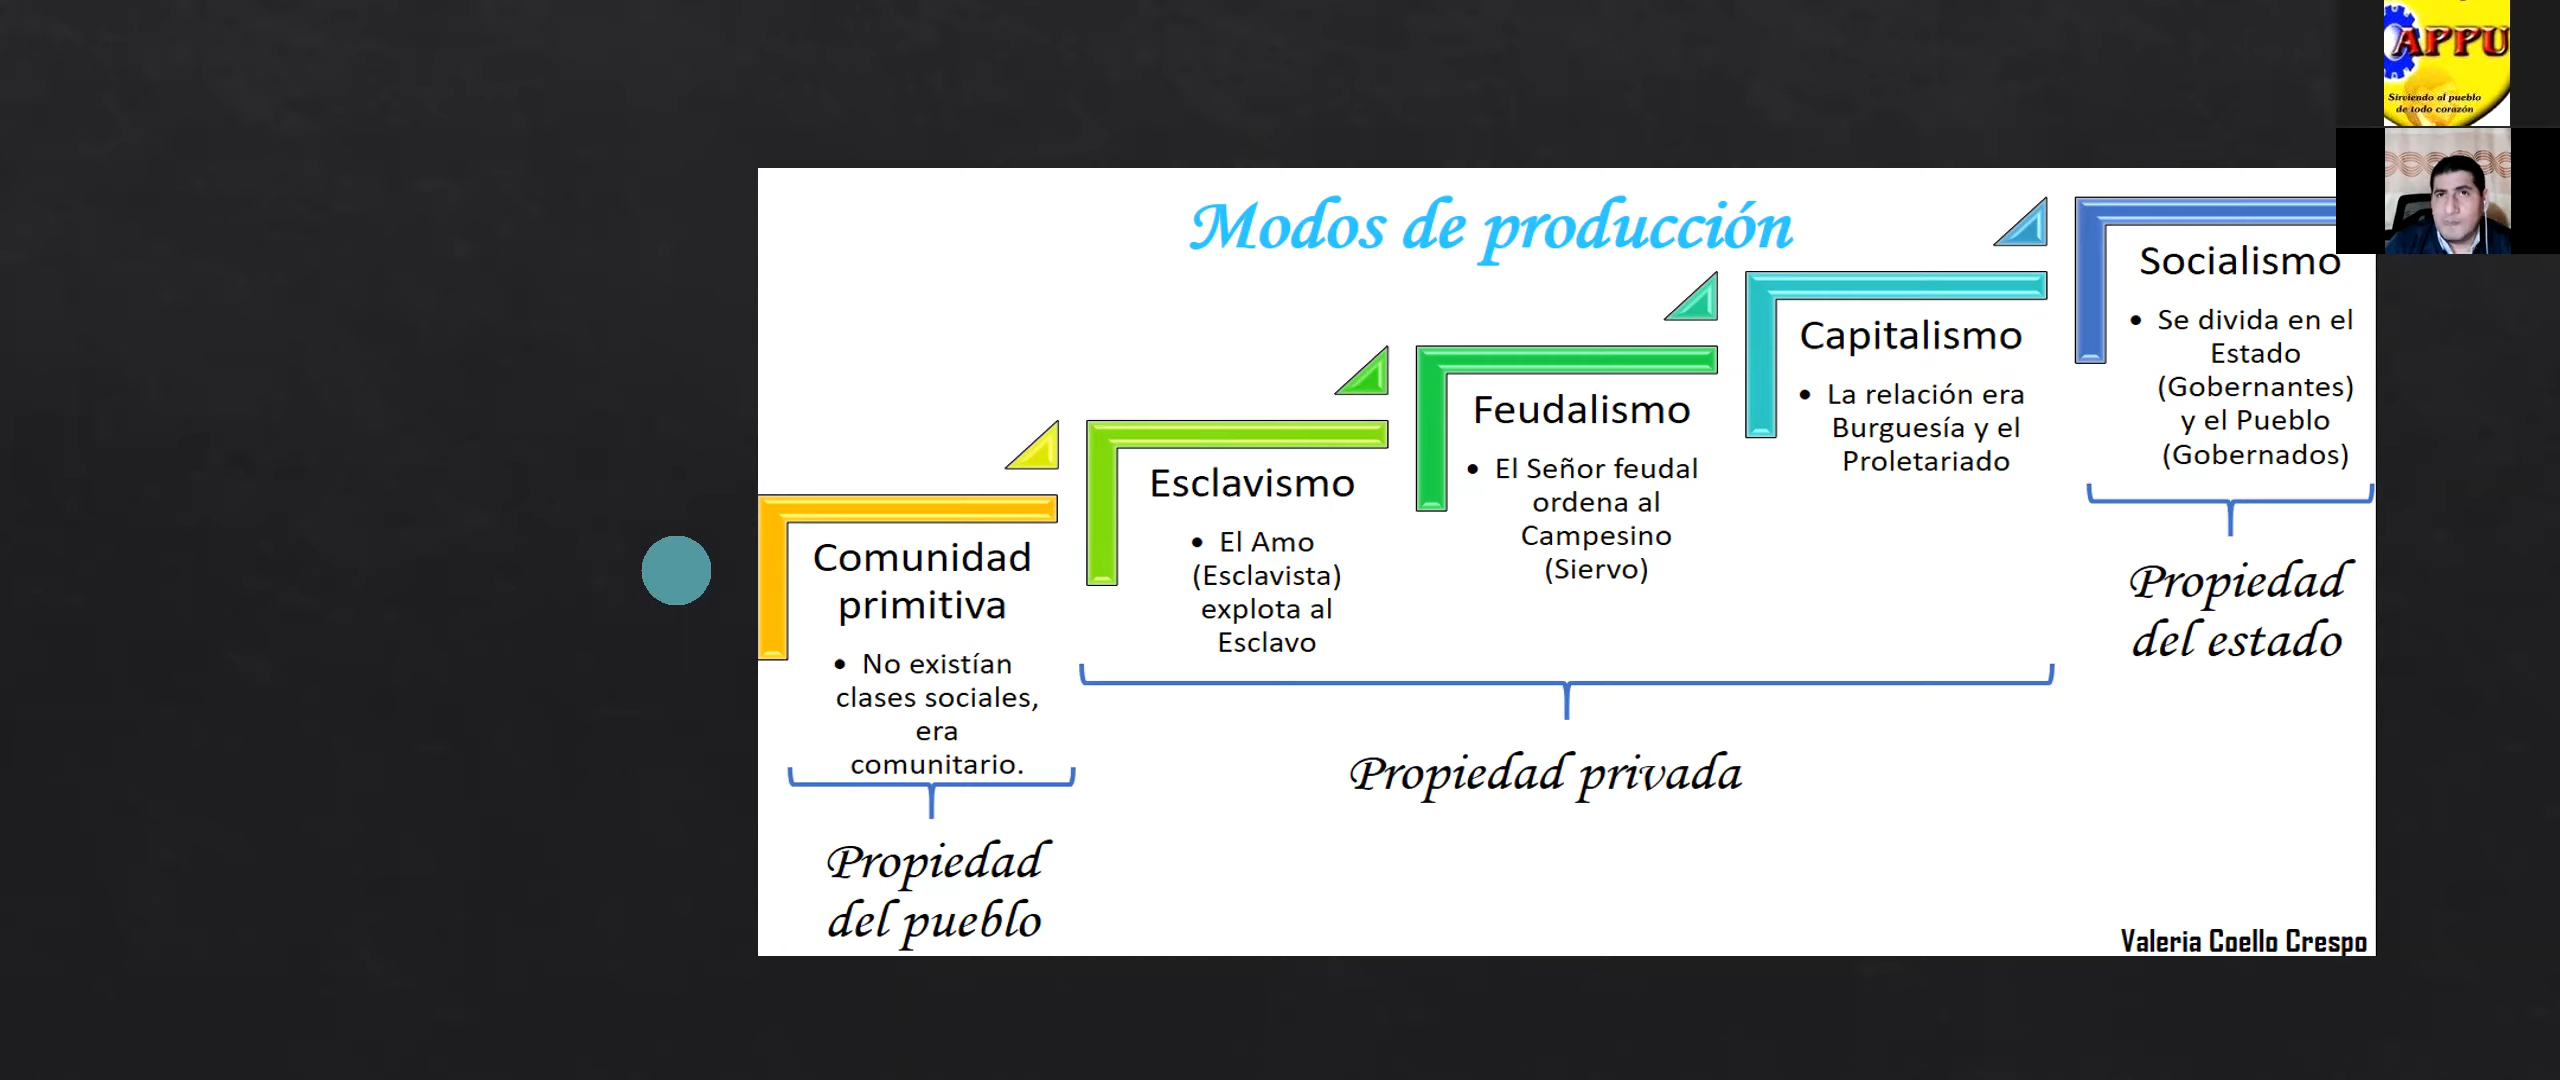 APPU
Sirviendo al pueblo
de todo corazón
Modos de producción
Comunidad
primitiva
• No existían
clases sociales,
era
comunitario.
Propiedad
del pueblo
Esclavismo
• El Amo
(Esclavista)
explota al
Esclavo
Feudalismo
• El Señor feudal
ordena al
Campesino
(Siervo)
Capitalismo
• La relación era
Burguesía y el
Proletariado
Propiedad privada
Socialismo
• Se divida en el
Estado
(Gobernantes)
y el Pueblo
(Gobernados)
Propiedad
del estado
Valeria Coello Crespo